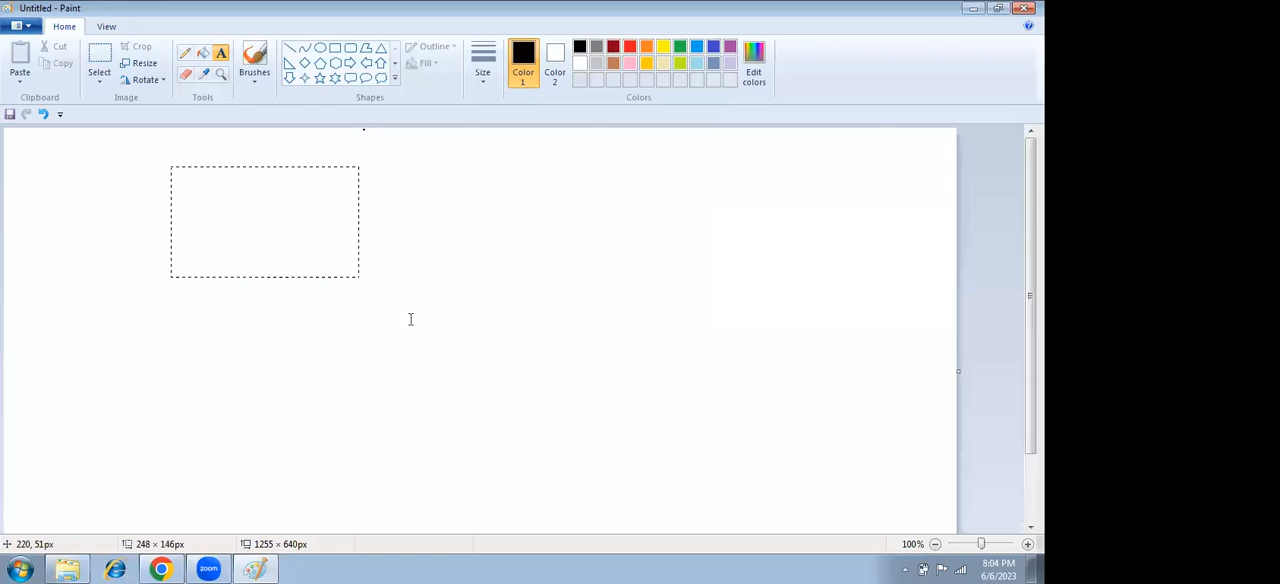 Untitled - Paint
Home
View
Paste
Cut
Copy
Clipboard
Select
Crop
Resize
Rotate
Image
A
Tools
Brushes
Outline
Fill
Shapes
Size
Color 1
Color 2
Edit colors
Colors
220, 51px
248 × 146px
1255 × 640px
100%
zoom
8:04 PM
6/6/2023